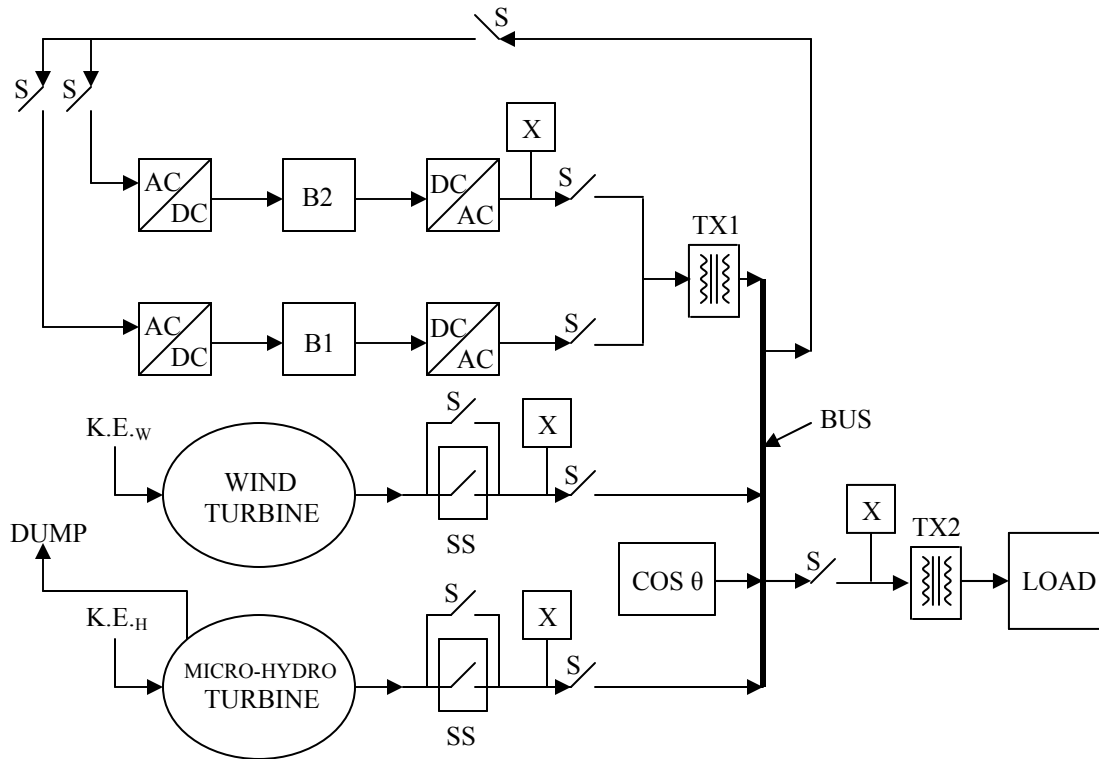 S
S
S
X
AC
DC
B2
DC
AC
S
TX1
AC
DC
B1
DC
AC
S
K.E.W
S
X
BUS
WIND
TURBINE
S
SS
X
TX2
DUMP
COS θ
S
LOAD
K.E.H
S
X
MICRO-HYDRO
TURBINE
S
SS